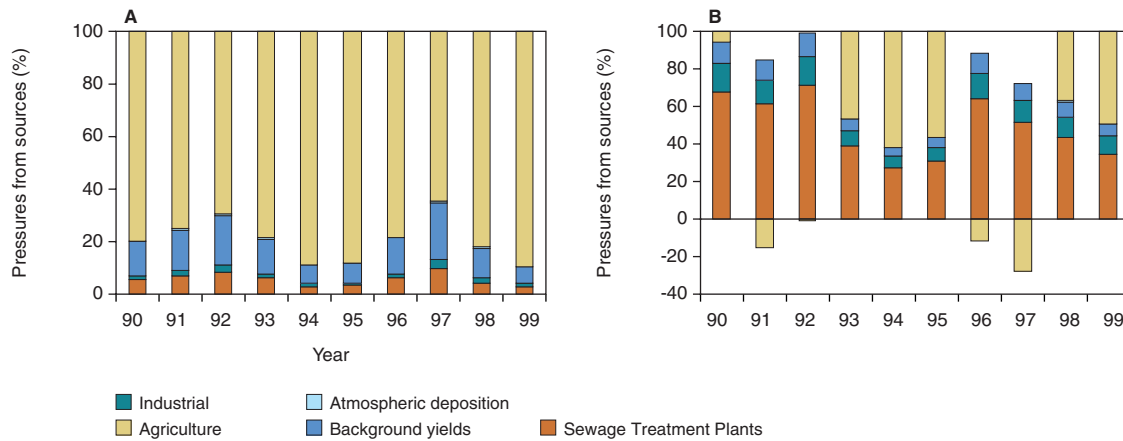 A
Pressures from sources (%)
100
80
60
40
20
0
90 91 92 93 94 95 96 97 98 99
Year
B
Pressures from sources (%)
100
80
60
40
20
0
-20
-40
90 91 92 93 94 95 96 97 98 99
Industrial
Atmospheric deposition
Agriculture
Background yields
Sewage Treatment Plants